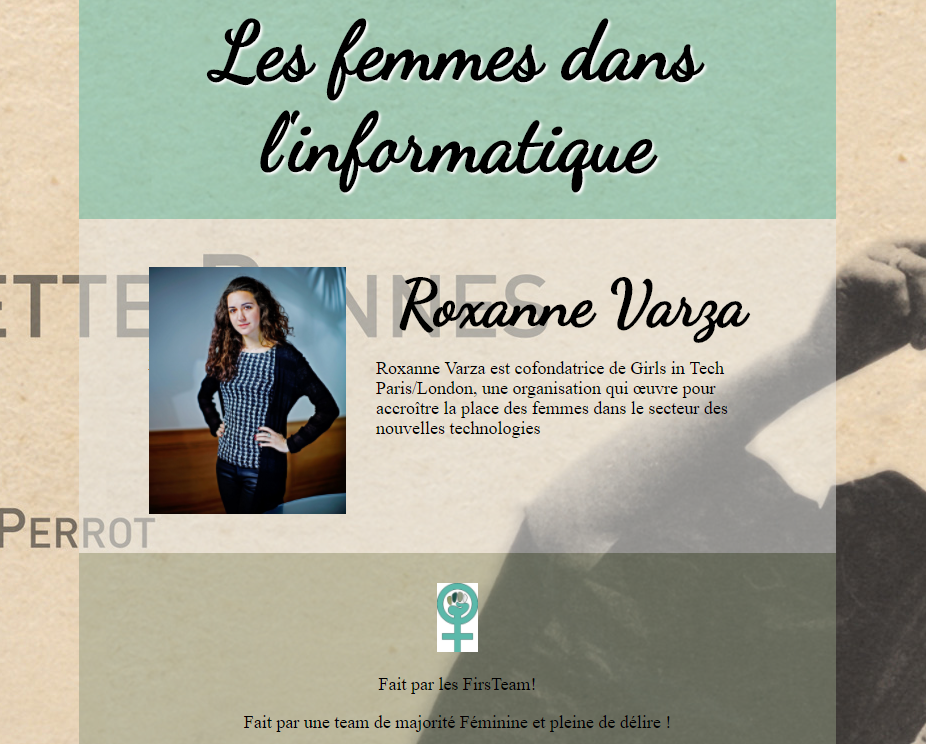 Les femmes dans
l'informatique
Roxanne Varza
Roxanne Varza est cofondatrice de Girls in Tech
Paris/London, une organisation qui œuvre pour
accroître la place des femmes dans le secteur des
nouvelles technologies
PERROT
Fait par les FirsTeam!
Fait par une team de majorité Féminine et pleine de délire !